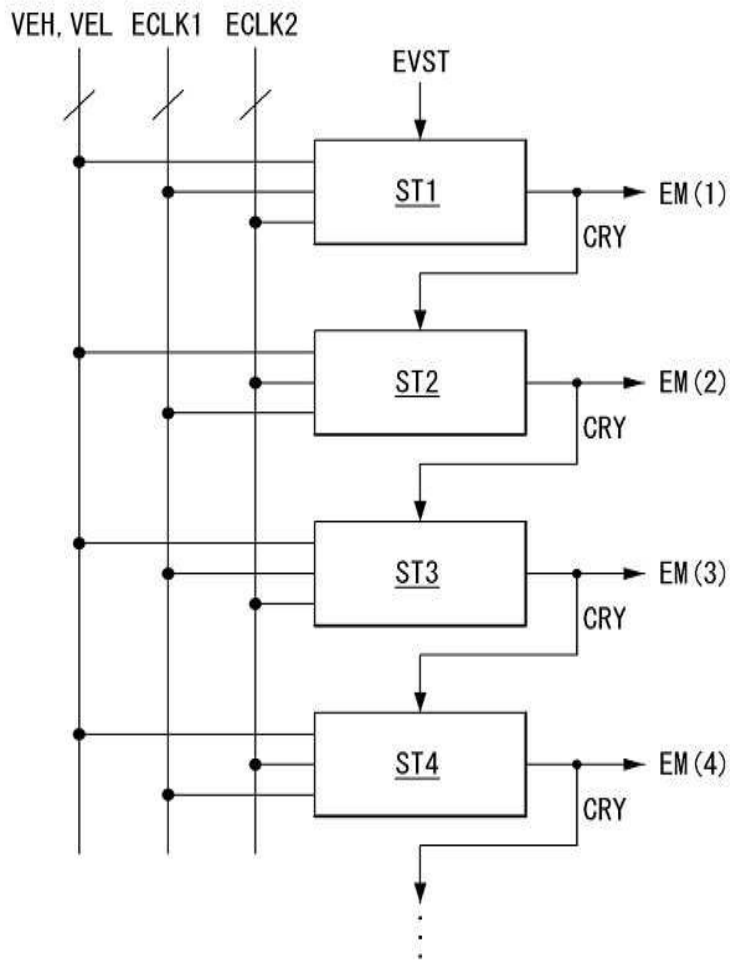 VEH, VEL ECLK1 ECLK2
EVST
ST1
EM(1)
CRY
ST2
EM(2)
CRY
ST3
EM(3)
CRY
ST4
EM(4)
CRY